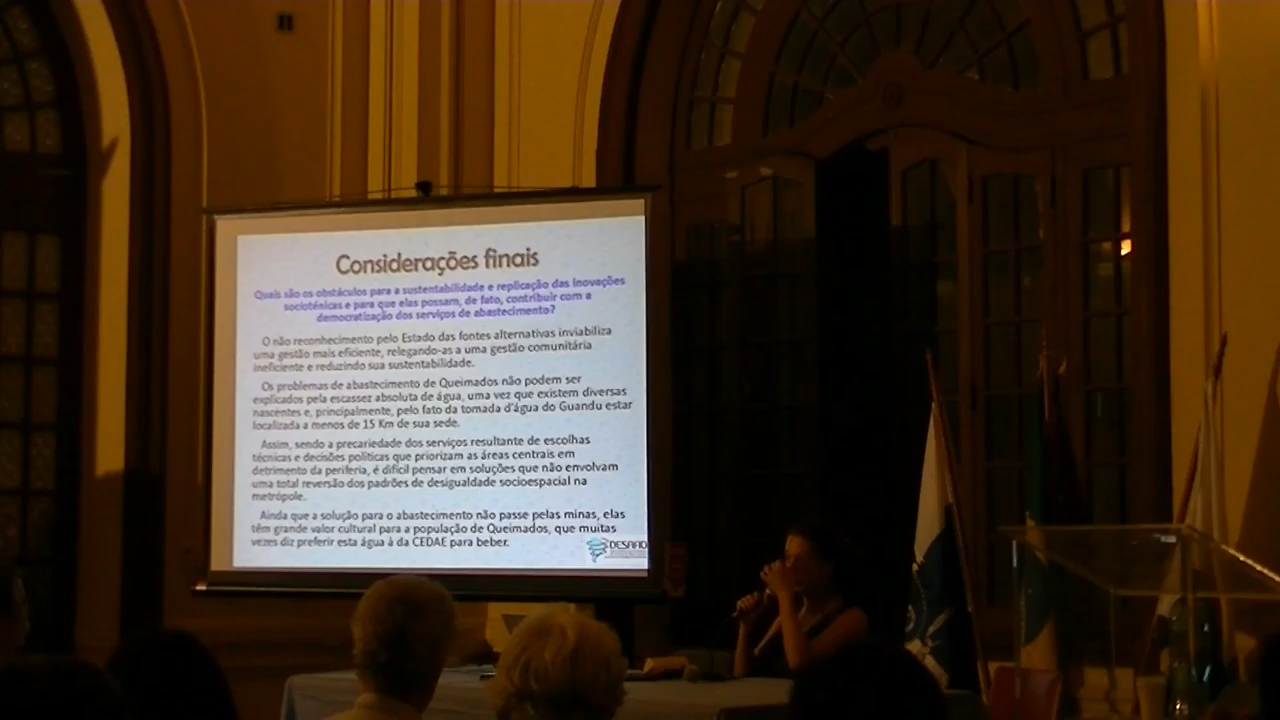 Considerações finais
Quais são os obstáculos para a sustentabilidade e replicação das inovações
socioténicas e para que elas possam, de fato, contribuir com a
democratização dos serviços de abastecimento?
O não reconhecimento pelo Estado das fontes alternativas inviabiliza
uma gestão mais eficiente, relegando-as a uma gestão comunitária
ineficiente e reduzindo sua sustentabilidade.
Os problemas de abastecimento de Queimados não podem ser
explicados pela escassez absoluta de água, uma vez que existem diversas
nascentes e, principalmente, pelo fato da tomada d'água do Guandu estar
localizada a menos de 15 Km de sua sede.
Assim, sendo a precariedade dos serviços resultante de escolhas
técnicas e decisões políticas que priorizam as áreas centrais em
detrimento da periferia, é difícil pensar em soluções que não envolvam
uma total reversão dos padrões de desigualdade socioespacial na
metrópole.
Ainda que a solução para o abastecimento não passe pelas minas, elas
têm grande valor cultural para a população de Queimados, que muitas
vezes diz preferir esta água à da CEDAE para beber.
DESAFIO